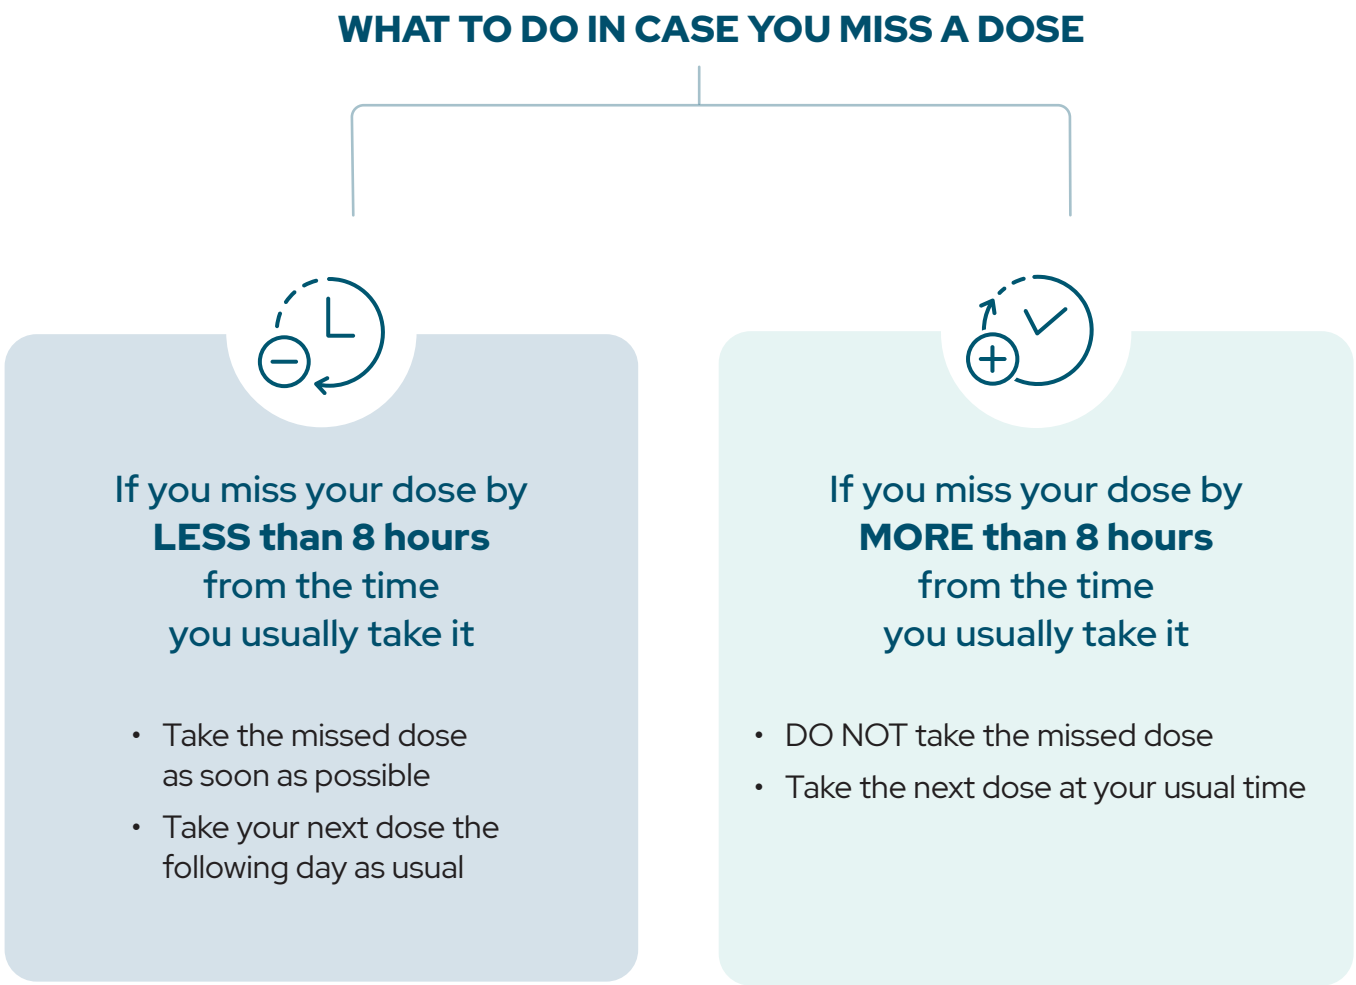 WHAT TO DO IN CASE YOU MISS A DOSE
If you miss your dose by
LESS than 8 hours
from the time
you usually take it
• Take the missed dose
as soon as possible
• Take your next dose the
following day as usual
If you miss your dose by
MORE than 8 hours
from the time
you usually take it
• DO NOT take the missed dose
• Take the next dose at your usual time